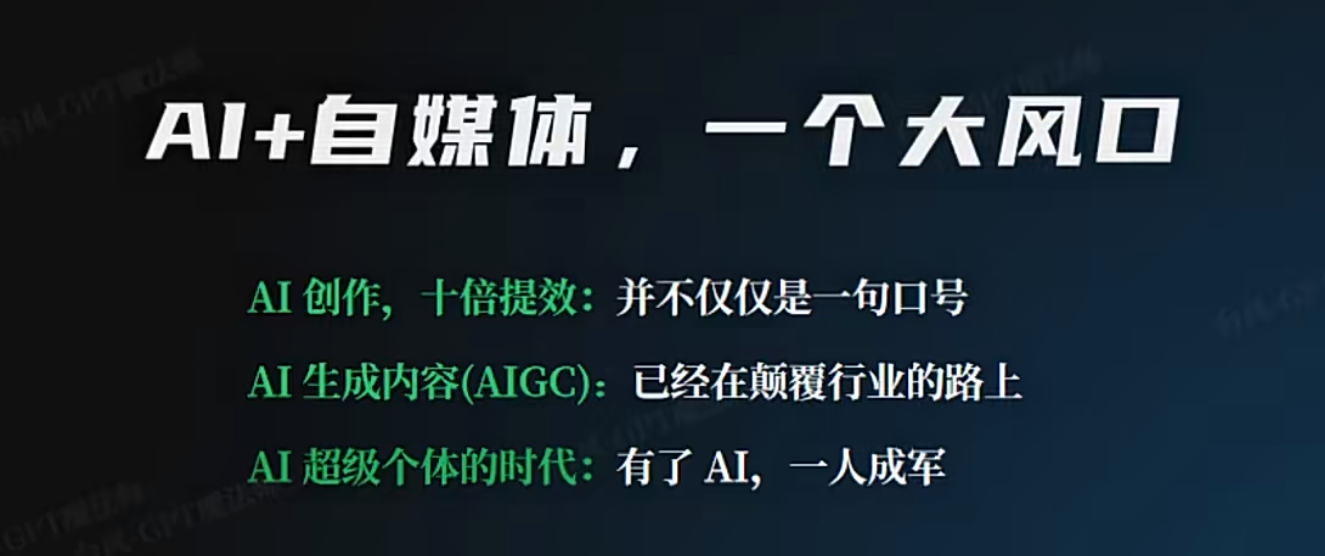 AI+自媒体，一个大风口
AI 创作，十倍提效：并不仅仅是一句口号
AI 生成内容(AIGC)：已经在颠覆行业的路上
AI 超级个体的时代：有了 AI，一人成军